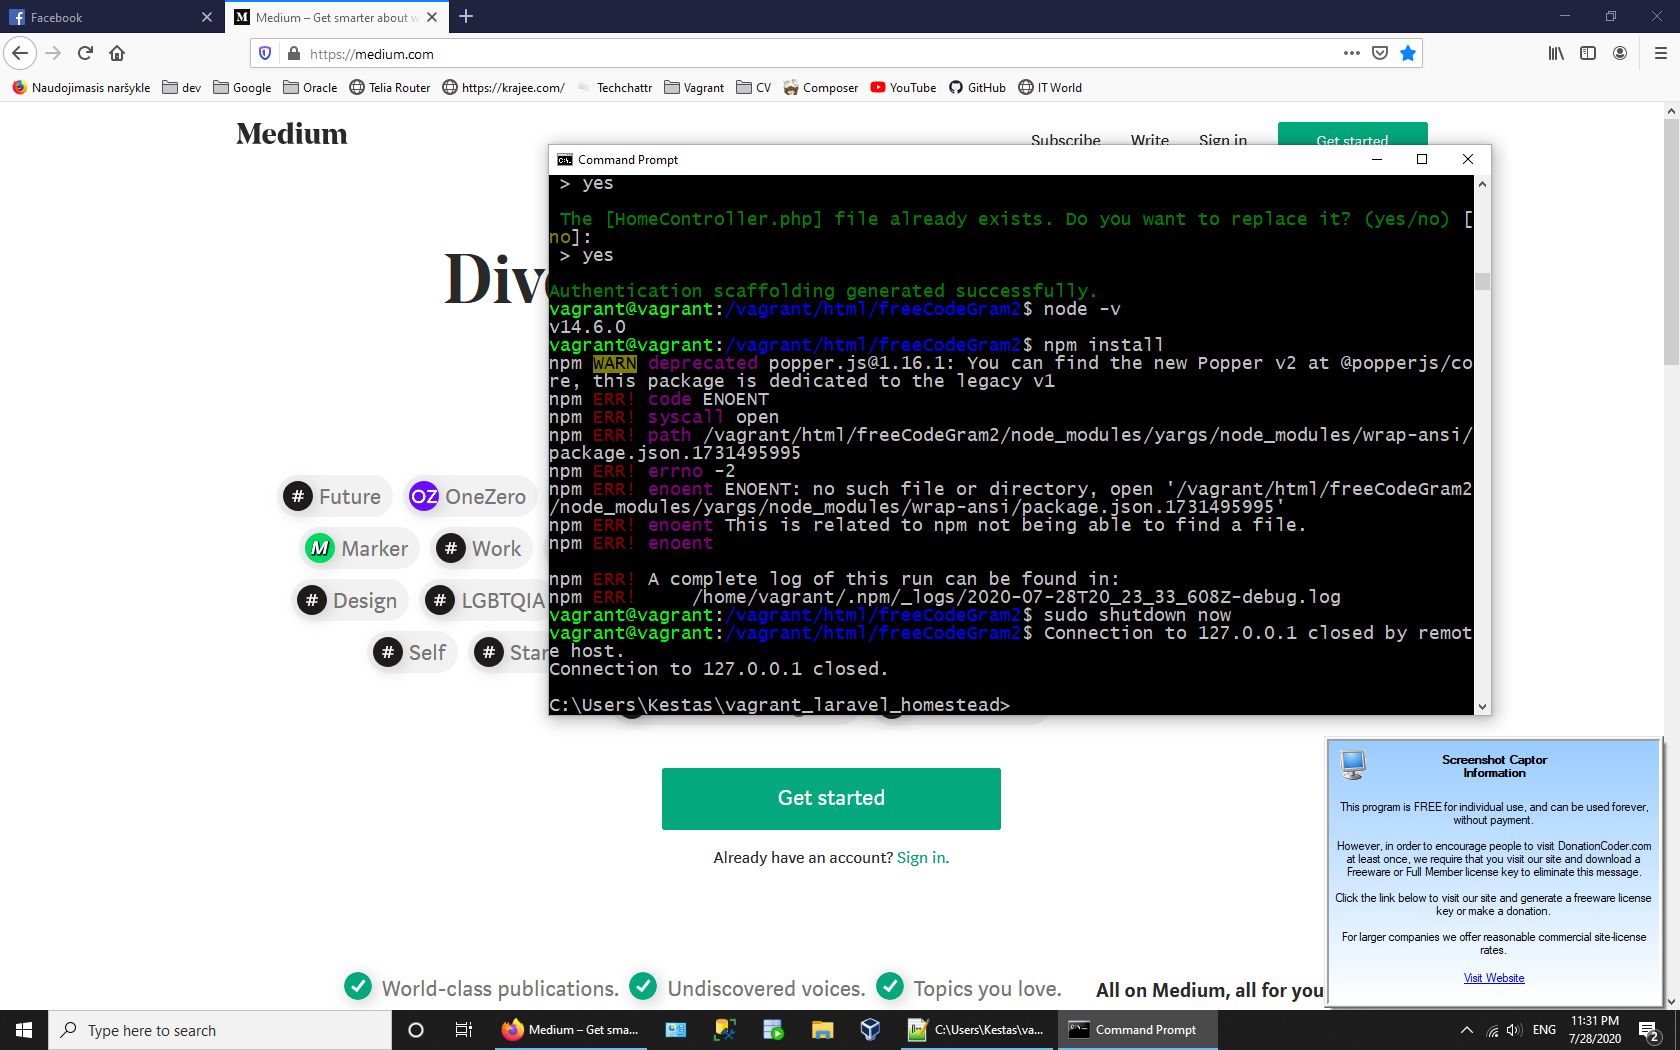 Facebook
Medium – Get smarter about w
https://medium.com
Naudojimasis naršykle
dev
Google
Oracle
Telia Router
https://krajee.com/
Techchattr
Vagrant
CV
Composer
YouTube
GitHub
IT World
Medium
Subscribe
Write
Sign in
Get started
Command Prompt
> yes
The [HomeController.php] file already exists. Do you want to replace it? (yes/no) [
no]:
> yes
Authentication scaffolding generated successfully.
vagrant@vagrant:/vagrant/html/freeCodeGram2$ node -v
v14.6.0
vagrant@vagrant:/vagrant/html/freeCodeGram2$ npm install
npm WARN deprecated popper.js@1.16.1: You can find the new Popper v2 at @popperjs/co
re, this package is dedicated to the legacy v1
npm ERR! code ENOENT
npm ERR! syscall open
npm ERR! path /vagrant/html/freeCodeGram2/node_modules/yargs/node_modules/wrap-ansi/
package.json.1731495995
npm ERR! errno -2
npm ERR! enoent ENOENT: no such file or directory, open '/vagrant/html/freeCodeGram2
/node_modules/yargs/node_modules/wrap-ansi/package.json.1731495995'
npm ERR! enoent This is related to npm not being able to find a file.
npm ERR! enoent
npm ERR! A complete log of this run can be found in:
npm ERR!     /home/vagrant/.npm/_logs/2020-07-28T20_23_33_608Z-debug.log
vagrant@vagrant:/vagrant/html/freeCodeGram2$ sudo shutdown now
vagrant@vagrant:/vagrant/html/freeCodeGram2$ Connection to 127.0.0.1 closed by remot
e host.
Connection to 127.0.0.1 closed.
C:\Users\Kestas\vagrant_laravel_homestead>
Div
# Future
OZ OneZero
M Marker
# Work
# Design
# LGBTQIA
# Self
# Star
Get started
Already have an account? Sign in.
World-class publications.
Undiscovered voices.
Topics you love.
All on Medium, all for you
Screenshot Captor
Information
This program is FREE for individual use, and can be used forever,
without payment.
However, in order to encourage people to visit DonationCoder.com
at least once, we require that you visit our site and download a
Freeware or Full Member license key to eliminate this message.
Click the link below to visit our site and generate a freeware license
key or make a donation.
For larger companies we offer reasonable commercial site-license
rates.
Visit Website
Type here to search
Medium – Get sma...
C:\Users\Kestas\va...
Command Prompt
ENG
11:31 PM
7/28/2020
2